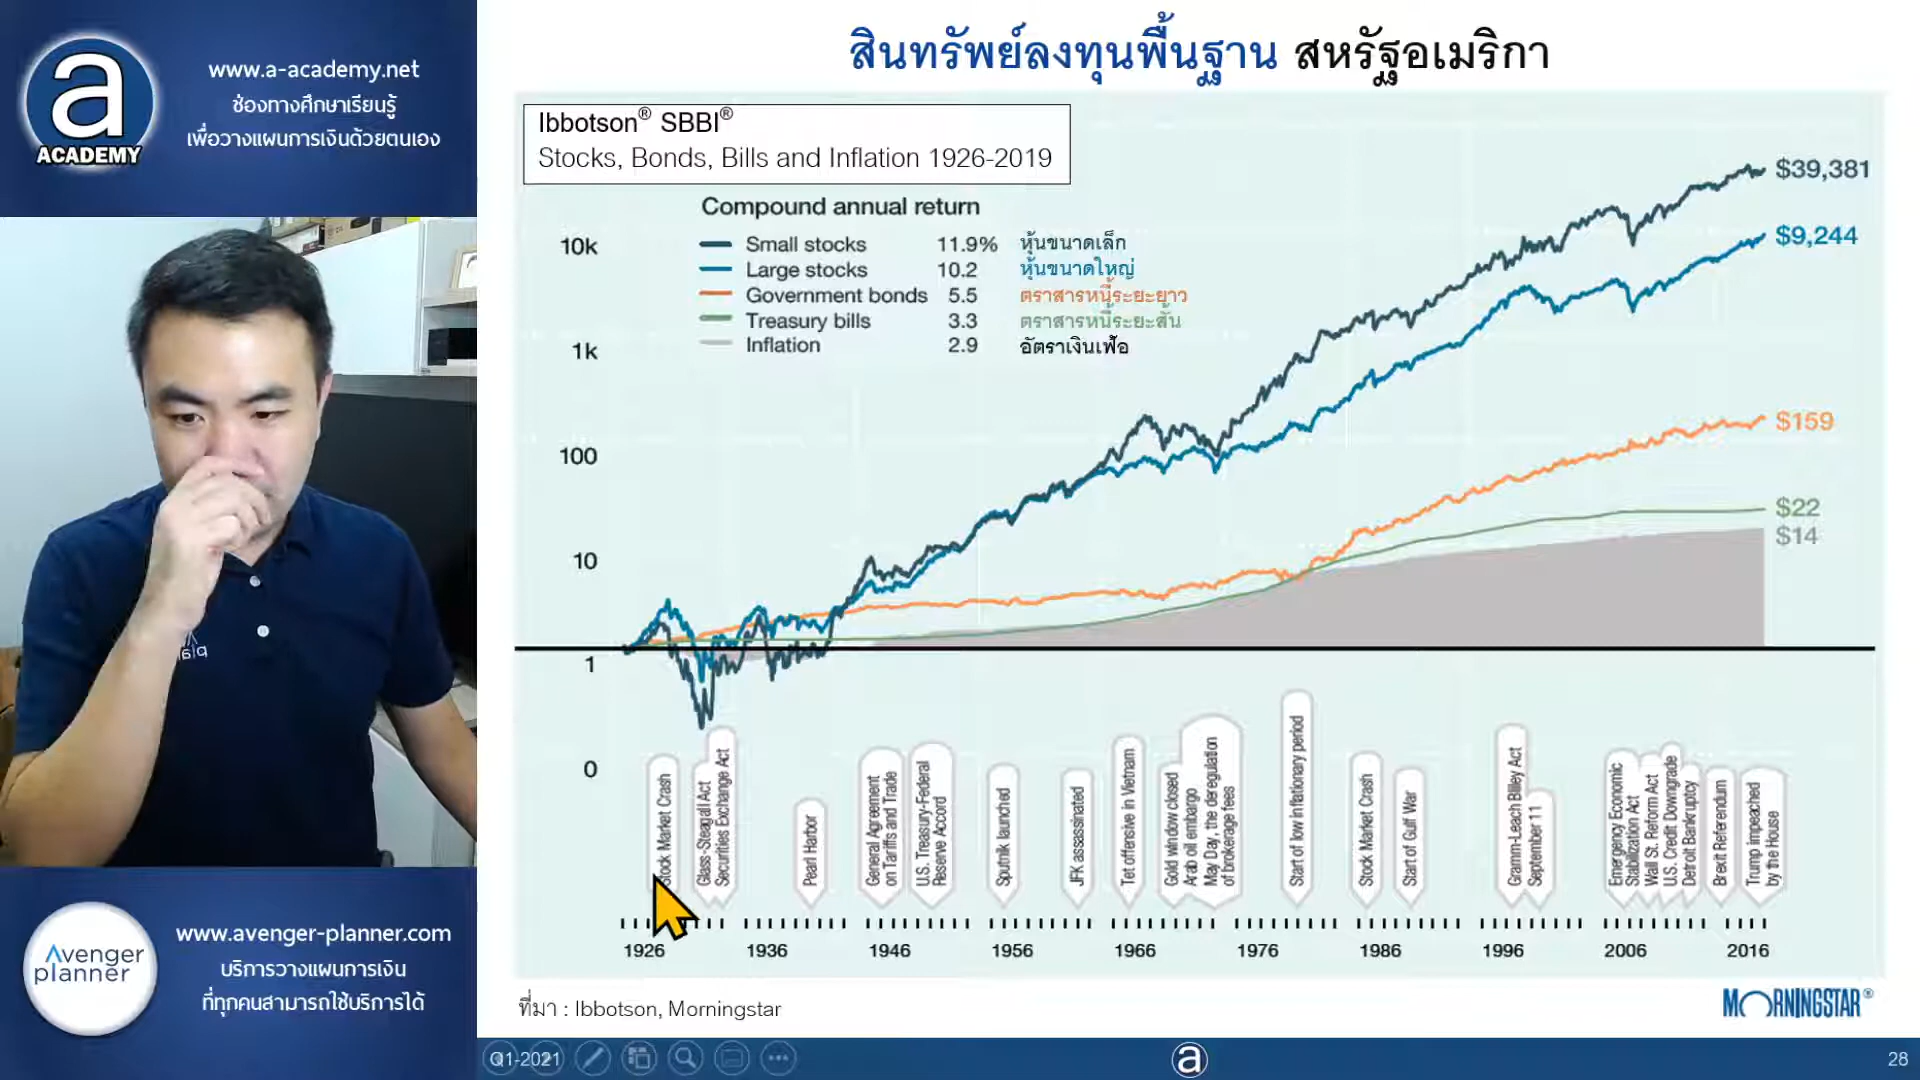 a
ACADEMY
www.a-academy.net
ช่องทางศึกษาเรียนรู้
เพื่อวางแผนการเงินด้วยตนเอง
Avenger
planner
www.avenger-planner.com
บริการวางแผนการเงิน
ที่ทุกคนสามารถใช้บริการได้
สินทรัพย์ลงทุนพื้นฐาน สหรัฐอเมริกา
Ibbotson® SBBI®
Stocks, Bonds, Bills and Inflation 1926-2019
Compound annual return
Small stocks 11.9% หุ้นขนาดเล็ก
Large stocks 10.2 หุ้นขนาดใหญ่
Government bonds 5.5 ตราสารหนี้ระยะยาว
Treasury bills 3.3 ตราสารหนี้ระยะสั้น
Inflation 2.9 อัตราเงินเฟ้อ
10k
1k
100
10
1
0
$39,381
$9,244
$159
$22
$14
Stock Market Crash
Glass-Steagall Act
Securities Exchange Act
Pearl Harbor
General Agreement
on Tariffs and Trade
U.S. Treasury-Federal
Reserve Accord
Sputnik launched
JFK assassinated
Tet offensive in Vietnam
Gold window closed
Arab oil embargo
May Day, the deregulation
of brokerage fees
Start of low inflationary period
Stock Market Crash
Start of Gulf War
Gramm-Leach Bliley Act
September 11
Emergency Economic
Stabilization Act
Wall St. Reform Act
U.S. Credit Downgrade
Detroit Bankruptcy
Brexit Referendum
Trump impeached
by the House
1926 1936 1946 1956 1966 1976 1986 1996 2006 2016
ที่มา : Ibbotson, Morningstar
MORNINGSTAR®
Q1-2021
a
28